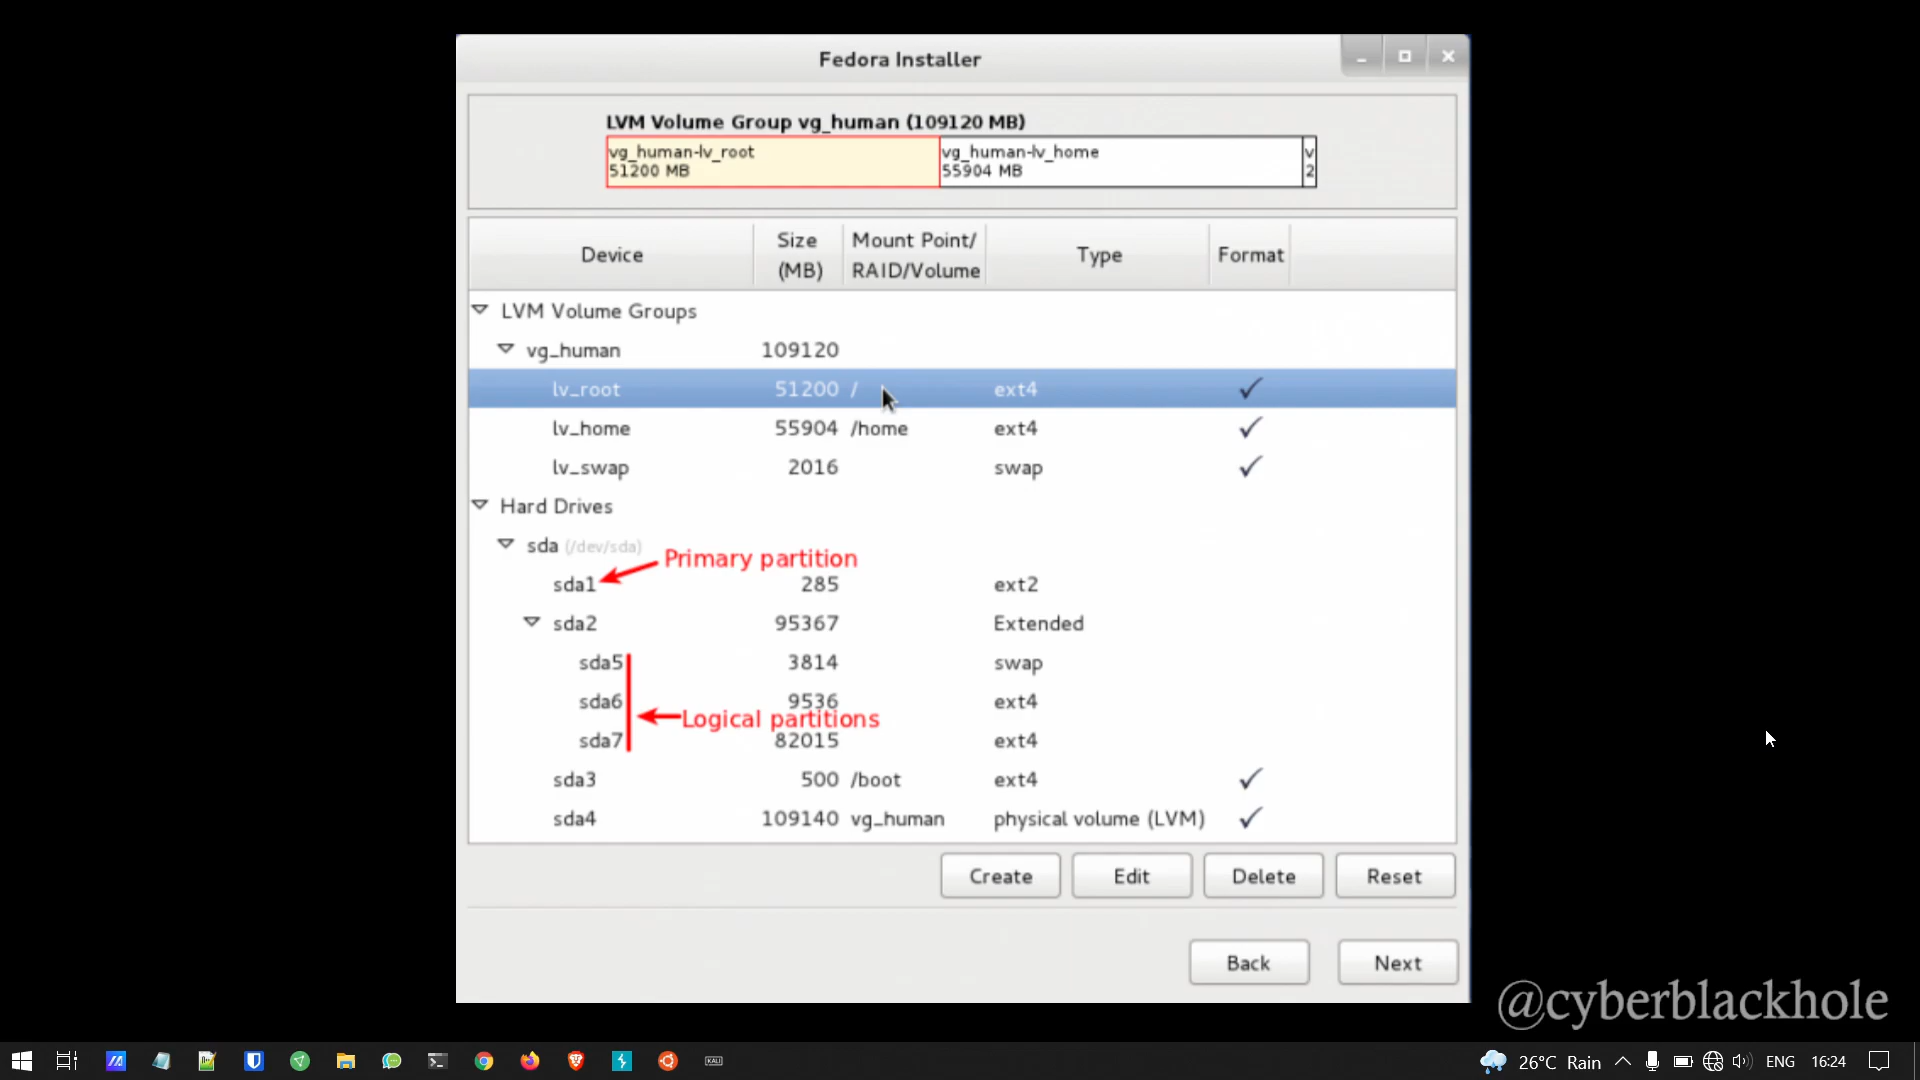 Fedora Installer
LVM Volume Group vg_human (109120 MB)
vg_human-lv_root vg_human-lv_home v
51200 MB 55904 MB 2
Device Size (MB) Mount Point/ RAID/Volume Type Format
LVM Volume Groups
vg_human 109120
lv_root 51200 / ext4
lv_home 55904 /home ext4
lv_swap 2016 swap
Hard Drives
sda (/dev/sda)
Primary partition
sda1 285 ext2
sda2 95367 Extended
sda5 3814 swap
sda6 9536 ext4
Logical partitions
sda7 82015 ext4
sda3 500 /boot ext4
sda4 109140 vg_human physical volume (LVM)
Create Edit Delete Reset
Back Next
@cyberblackhole
KALI
26°C Rain ENG 16:24